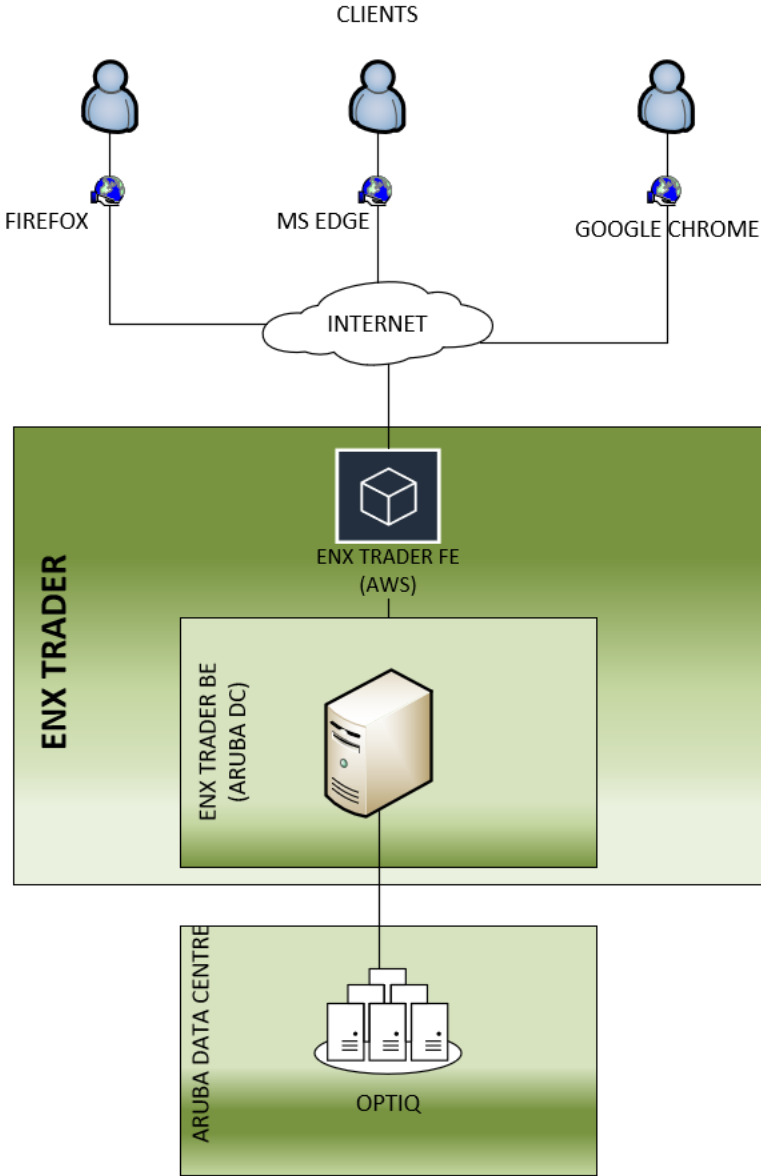 CLIENTS
FIREFOX
MS EDGE
GOOGLE CHROME
INTERNET
ENX TRADER
ENX TRADER FE
(AWS)
ENX TRADER BE
(ARUBA DC)
ARUBA DATA CENTRE
OPTIQ